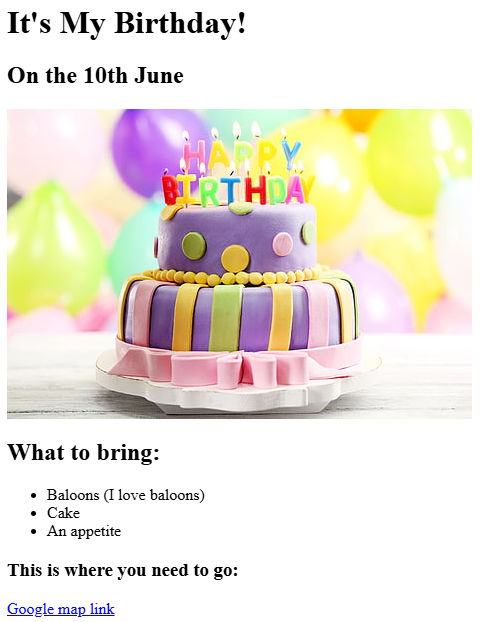 It's My Birthday!
On the 10th June
HAPPY
BIRTHDAY
What to bring:
Baloons (I love baloons)
Cake
An appetite
This is where you need to go:
Google map link